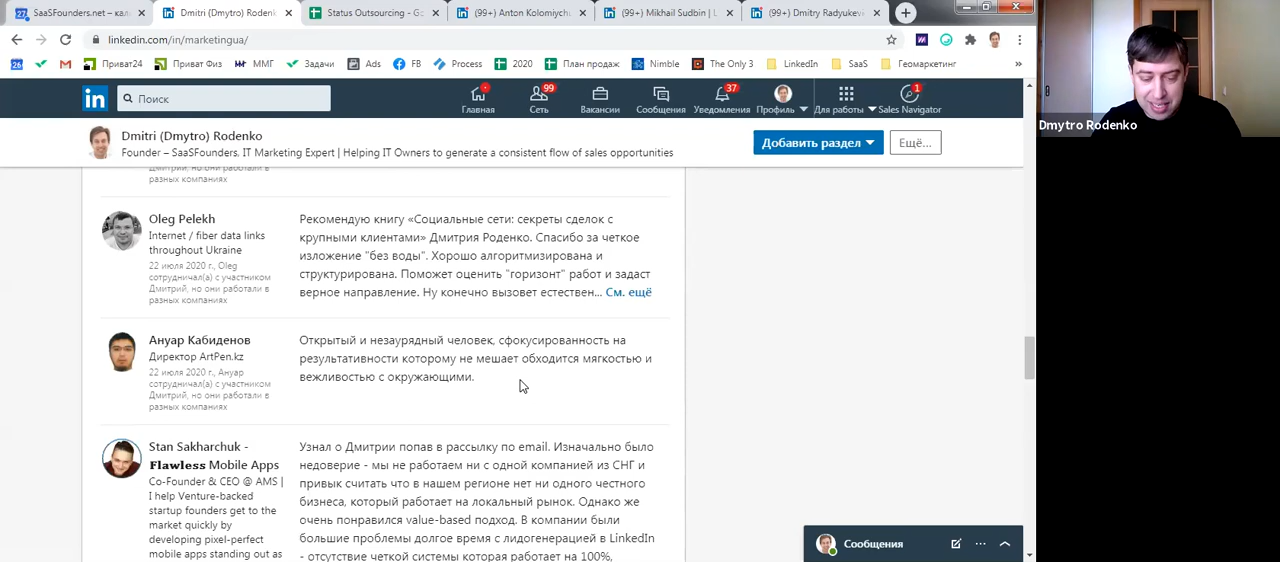 SaaSFounders.net – кал
Dmitri (Dmytro) Rodenk
Status Outsourcing - Go
(99+) Anton Kolomiych
(99+) Mikhail Sudbin | L
(99+) Dmitry Radyukev
linkedin.com/in/marketingua/
Приват24
Приват Физ
ММГ
Задачи
Ads
FB
Process
2020
План продаж
Nimble
The Only 3
LinkedIn
SaaS
Геомаркетинг
»
Dmytro Rodenko
in
Поиск
Главная
99
Сеть
Вакансии
Сообщения
37
Уведомления
Профиль
Для работы
1
Sales Navigator
Dmitri (Dmytro) Rodenko
Founder – SaaSFounders, IT Marketing Expert | Helping IT Owners to generate a consistent flow of sales opportunities
Добавить раздел
Ещё...
Дмитрий, но они работали в
разных компаниях
Oleg Pelekh
Internet / fiber data links
throughout Ukraine
22 июля 2020 г., Oleg
сотрудничал(а) с участником
Дмитрий, но они работали в
разных компаниях
Рекомендую книгу «Социальные сети: секреты сделок с
крупными клиентами» Дмитрия Роденко. Спасибо за четкое
изложение "без воды". Хорошо алгоритмизирована и
структурирована. Поможет оценить "горизонт" работ и задаст
верное направление. Ну конечно вызовет естествен... См. ещё
Ануар Кабиденов
Директор ArtPen.kz
22 июля 2020 г., Ануар
сотрудничал(а) с участником
Дмитрий, но они работали в
разных компаниях
Открытый и незаурядный человек, сфокусированность на
результативности которому не мешает обходится мягкостью и
вежливостью с окружающими.
Stan Sakharchuk -
Flawless Mobile Apps
Co-Founder & CEO @ AMS |
I help Venture-backed
startup founders get to the
market quickly by
developing pixel-perfect
mobile apps standing out as
Узнал о Дмитрии попав в рассылку по email. Изначально было
недоверие - мы не работаем ни с одной компанией из СНГ и
привык считать что в нашем регионе нет ни одного честного
бизнеса, который работает на локальный рынок. Однако же
очень понравился value-based подход. В компании были
большие проблемы долгое время с лидогенерацией в LinkedIn
- отсутствие четкой системы которая работает на 100%,
Сообщения